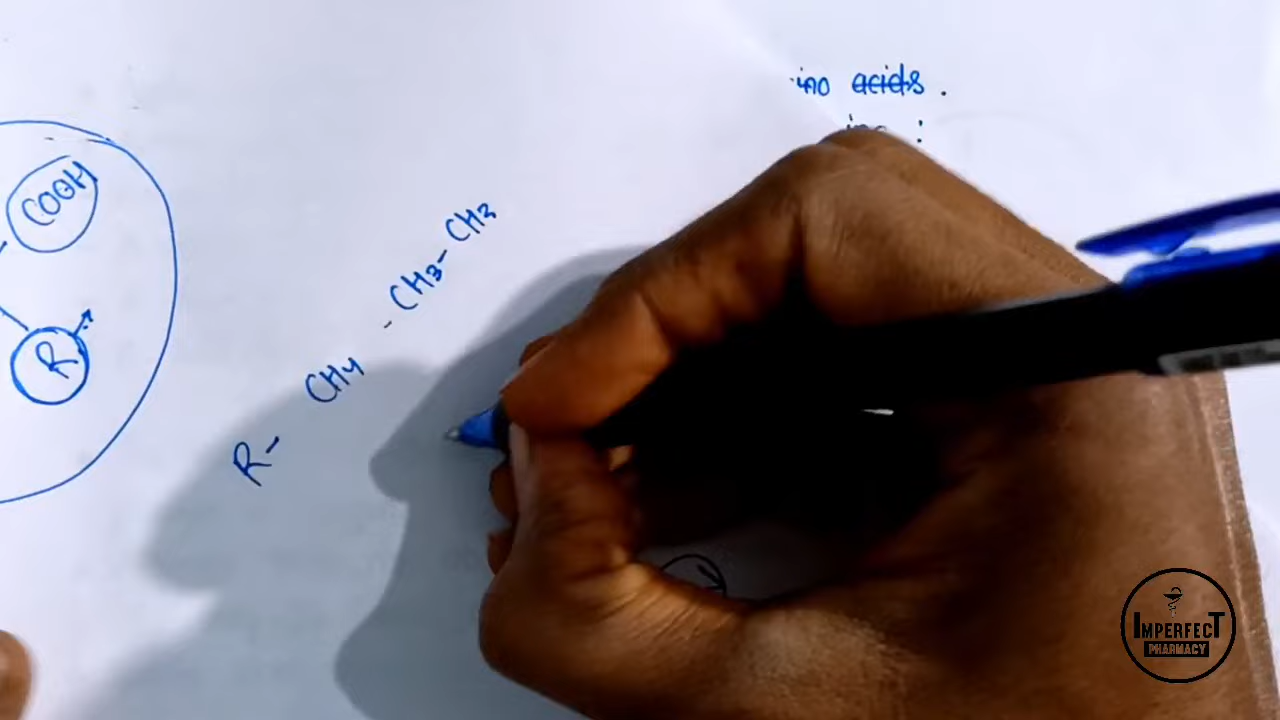 ino acids.
COOH
CH3-CH3
CH4
R-
R
IMPERFECT
PHARMACY